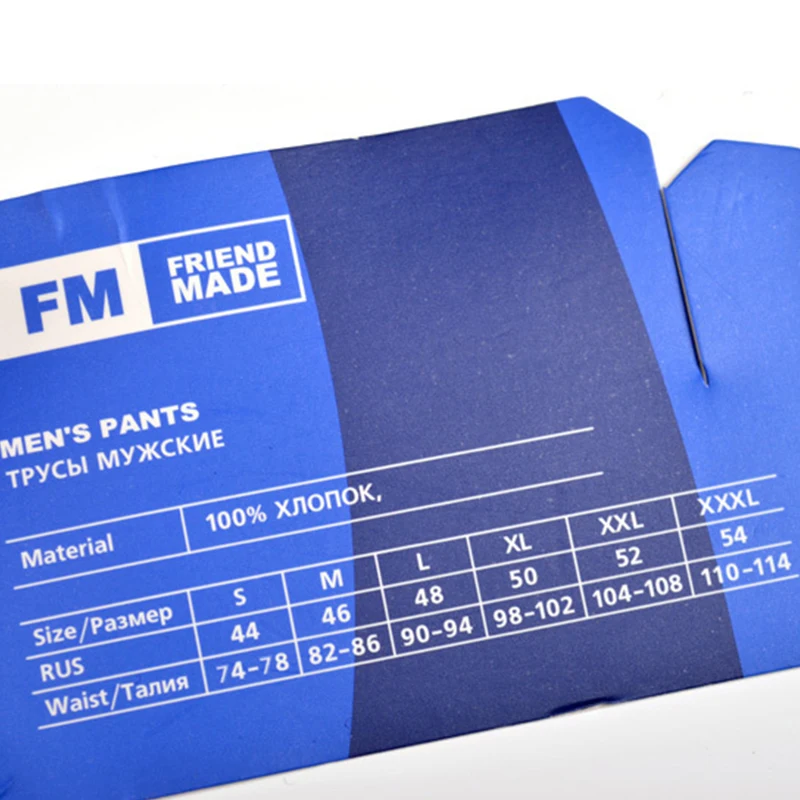 FM FRIEND
MADE
MEN'S PANTS
ТРУСЫ МУЖСКИЕ
Material 100% ХЛОПОК,
Size/Размер S M L XL XXL XXXL
RUS 44 46 48 50 52 54
Waist/Талия 74-78 82-86 90-94 98-102 104-108 110-114